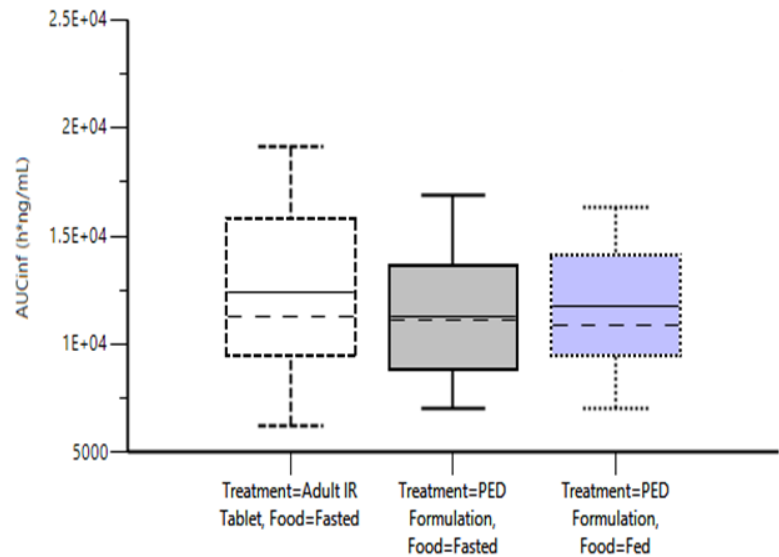 2.5E+04
2E+04
1.5E+04
1E+04
5000
AUCinf (h*ng/mL)
Treatment=Adult IR
Tablet, Food=Fasted
Treatment=PED
Formulation,
Food=Fasted
Treatment=PED
Formulation,
Food=Fed